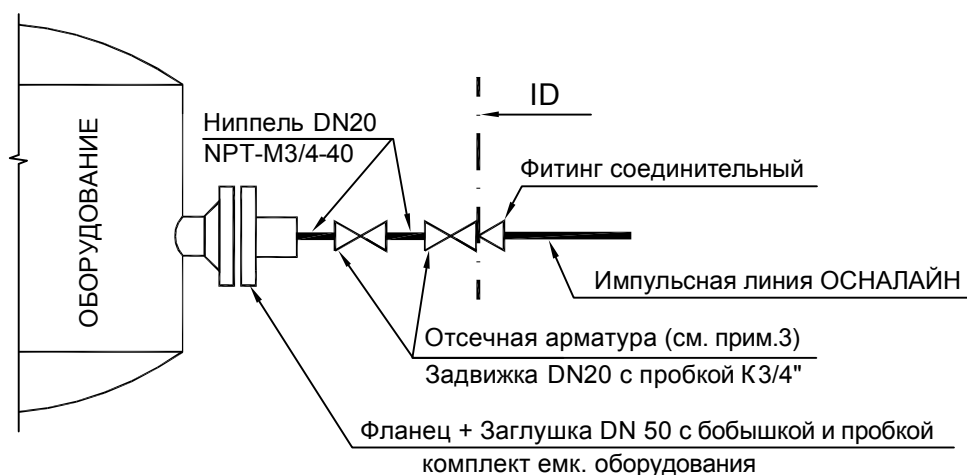 ID
Ниппель DN20
NPT-М3/4-40
Фитинг соединительный
ОБОРУДОВАНИЕ
Импульсная линия ОСНАЛАЙН
Отсечная арматура (см. прим.3)
Задвижка DN20 с пробкой К3/4"
Фланец + Заглушка DN 50 с бобышкой и пробкой
комплект емк. оборудования